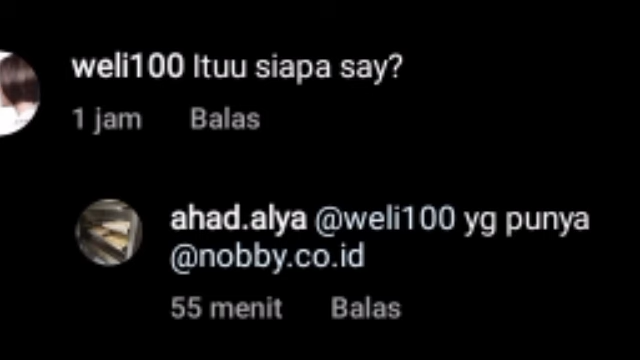 weli100 Ituu siapa say?
1 jam Balas
ahad.alya @weli100 yg punya
@nobby.co.id
55 menit Balas